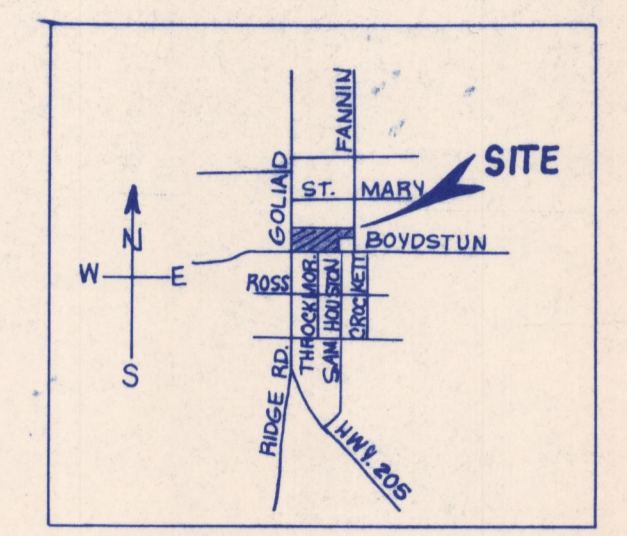 FANNIN
GOLIAD
SITE
ST. MARY
N
BOYDSTUN
W E
ROSS
THROCKMOR.
SAM HOUSTON
CROCKETT
S
RIDGE RD.
HWY. 205